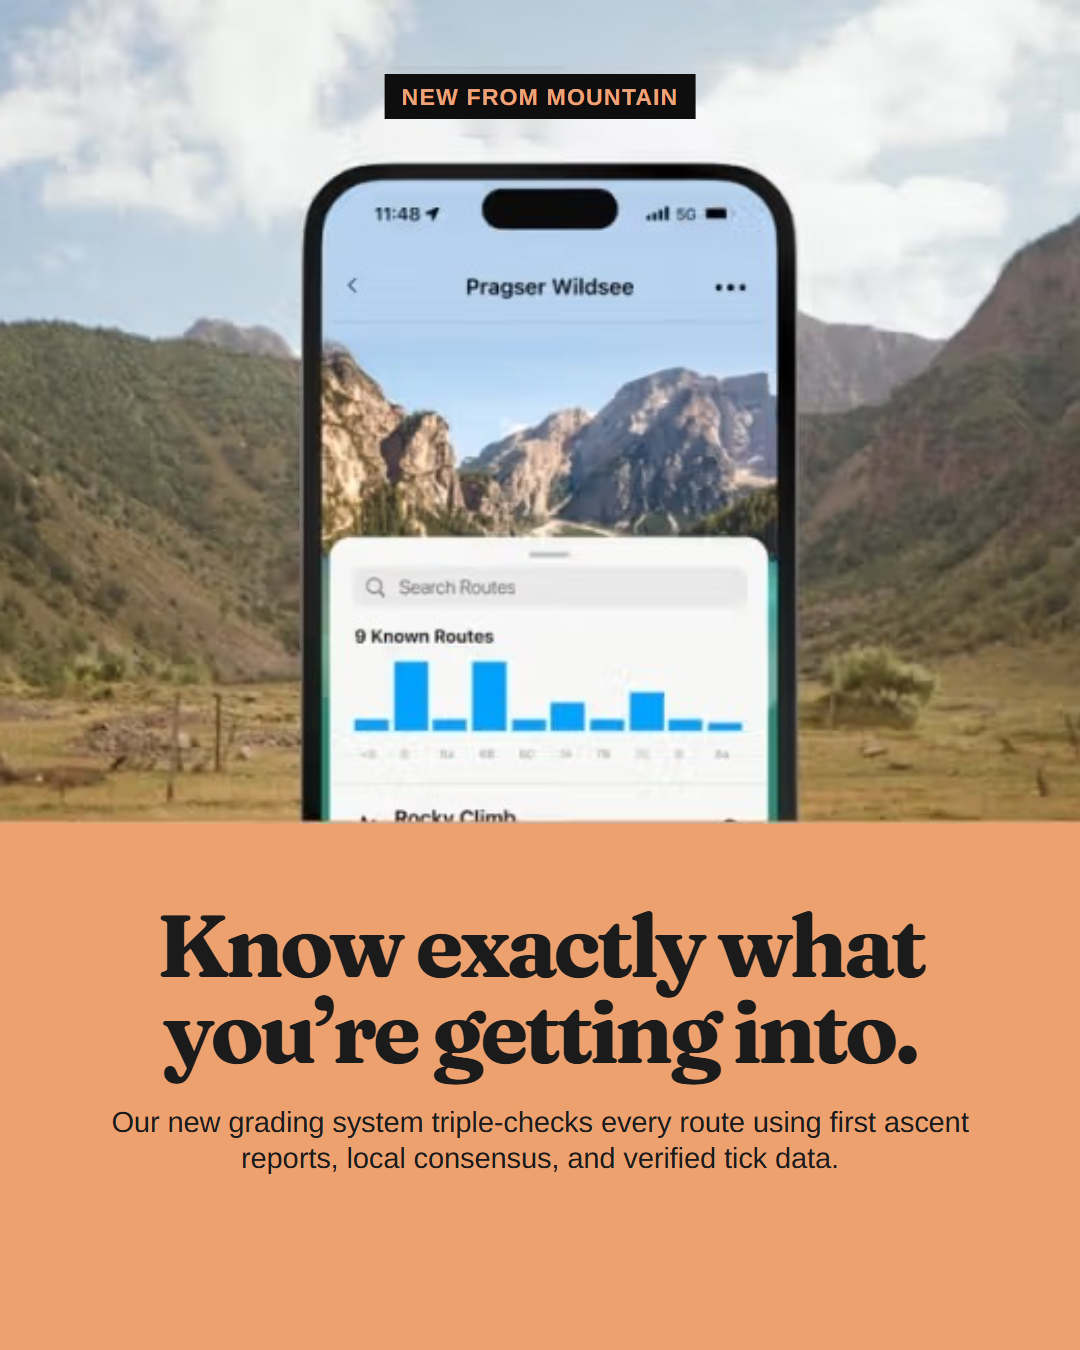 NEW FROM MOUNTAIN
11:48
5G
Pragser Wildsee
Search Routes
9 Known Routes
Rocky Climb
Know exactly what
you’re getting into.
Our new grading system triple-checks every route using first ascent
reports, local consensus, and verified tick data.